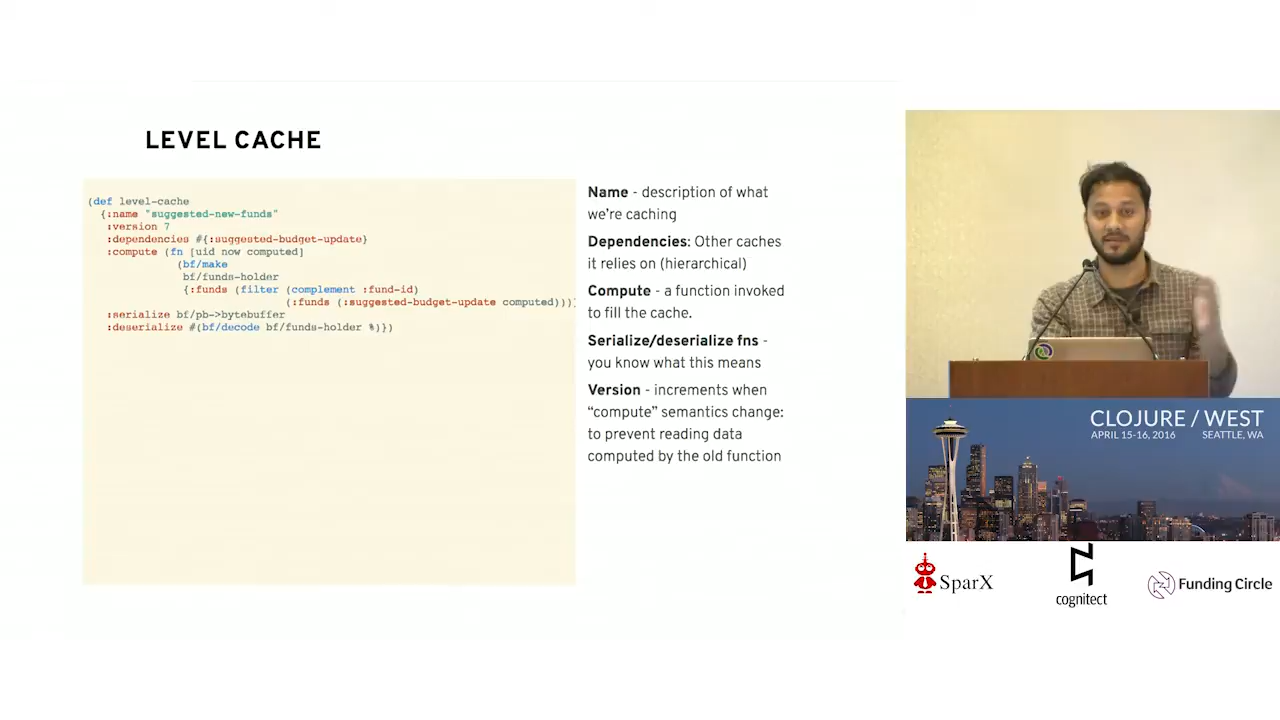 LEVEL CACHE
(def level-cache
{:name "suggested-new-funds"
:version 7
:dependencies #{:suggested-budget-update}
:compute (fn [uid now computed]
(bf/make
bf/funds-holder
{:funds (filter (complement :fund-id)
(:funds (:suggested-budget-update computed)))}
:serialize bf/pb->bytebuffer
:deserialize #(bf/decode bf/funds-holder %)})
Name - description of what
we're caching
Dependencies: Other caches
it relies on (hierarchical)
Compute - a function invoked
to fill the cache.
Serialize/deserialize fns -
you know what this means
Version - increments when
“compute” semantics change:
to prevent reading data
computed by the old function
CLOJURE / WEST
APRIL 15-16, 2016 SEATTLE, WA
SparX
cognitect
Funding Circle